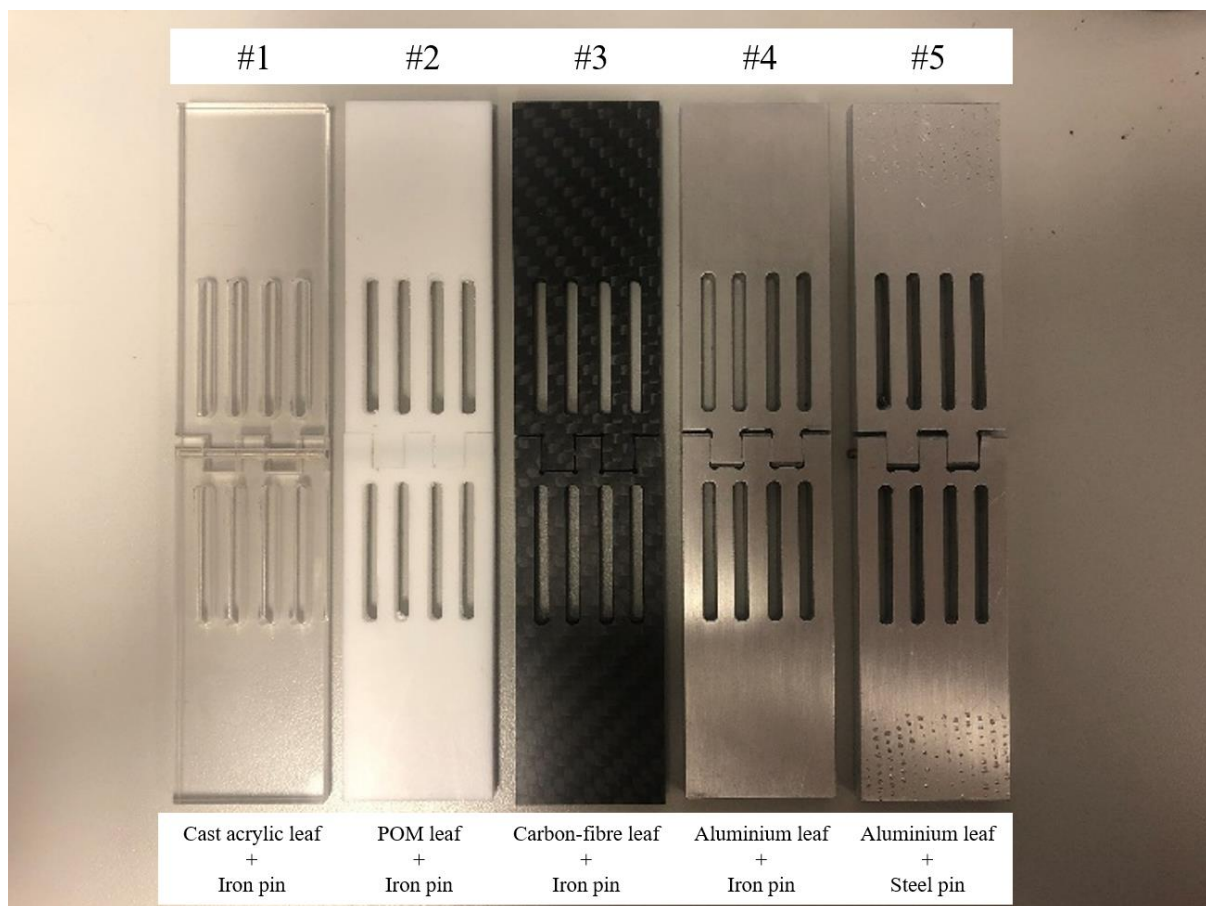 #1 #2 #3 #4 #5
Cast acrylic leaf POM leaf Carbon-fibre leaf Aluminium leaf Aluminium leaf
+ + + + +
Iron pin Iron pin Iron pin Iron pin Steel pin